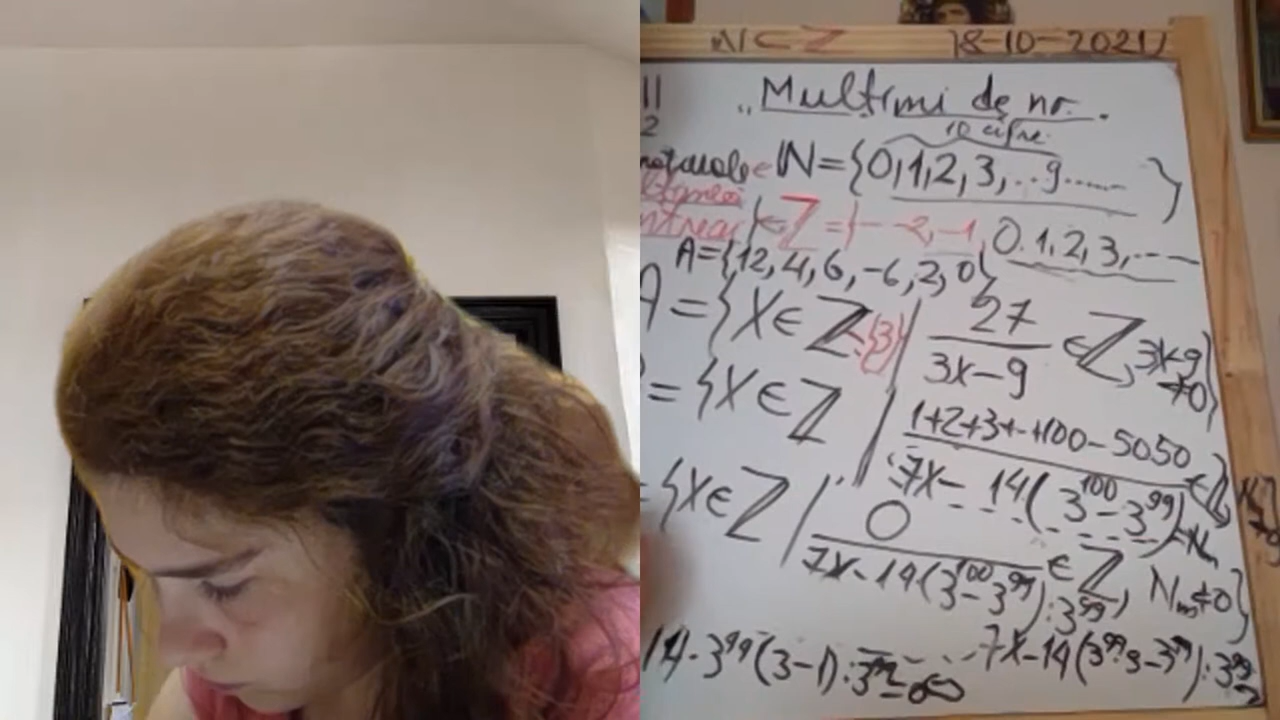 N ⊂ Z 18-10-2021
11 „Multimi de nr.
2 10 cifre
N={0,1,2,3,..9......}
Z={--2,-1, 0.1,2,3,.---
A={12,4,6,-6,2,0}
A={X∈Z-{3} / 27/(3X-9) ∈Z, 3X-9≠0}
={X∈Z / (1+2+3+-+100-5050)/(7X-14(3^100-3^99)) ∈Z,
={X∈Z / 0/(7X-14(3^100-3^99):3^99) ∈Z, Nm≠0}
14·3^99(3-1):3^99 7X-14(3^99·3-3^99):3^99